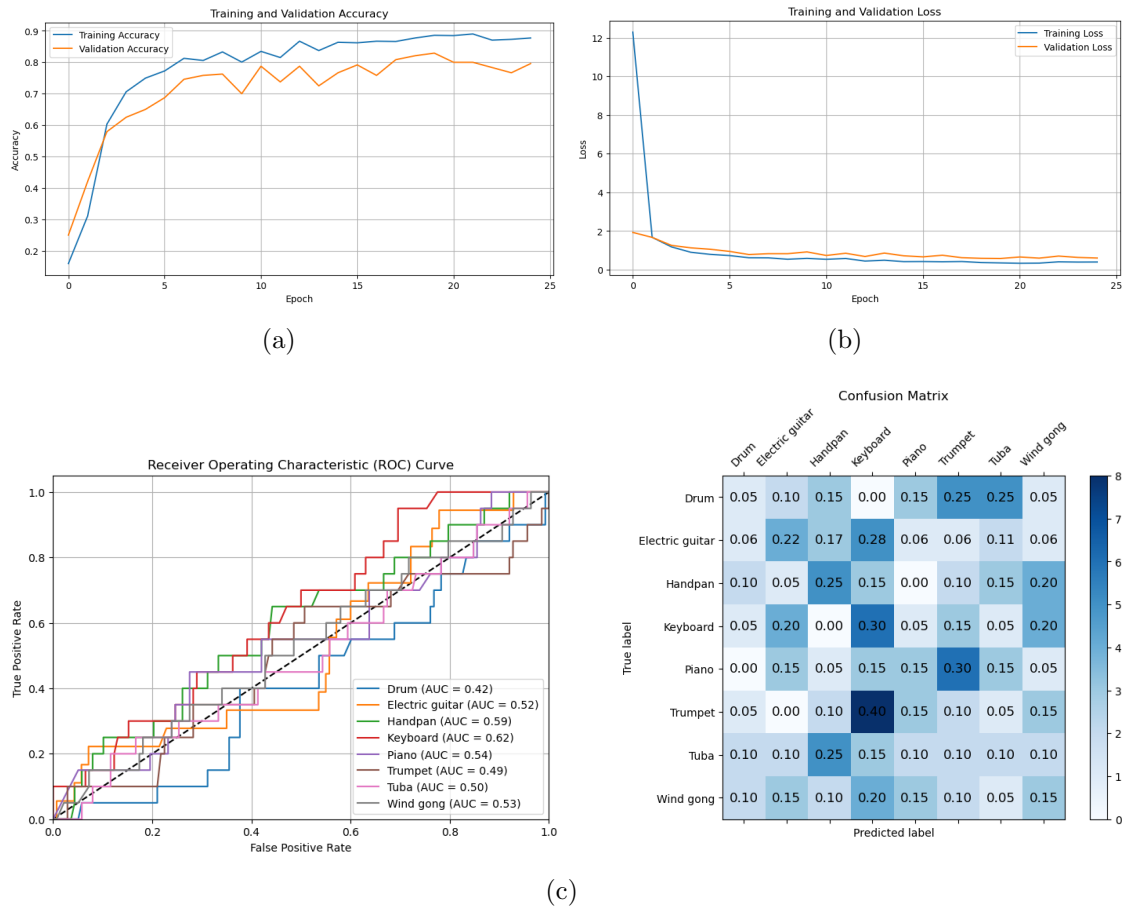 Training and Validation Accuracy
Training Accuracy
Validation Accuracy
Accuracy
0.9
0.8
0.7
0.6
0.5
0.4
0.3
0.2
0 5 10 15 20 25
Epoch
(a)
Training and Validation Loss
Training Loss
Validation Loss
Loss
12
10
8
6
4
2
0
0 5 10 15 20 25
Epoch
(b)
Receiver Operating Characteristic (ROC) Curve
True Positive Rate
1.0
0.8
0.6
0.4
0.2
0.0
Drum (AUC = 0.42)
Electric guitar (AUC = 0.52)
Handpan (AUC = 0.59)
Keyboard (AUC = 0.62)
Piano (AUC = 0.54)
Trumpet (AUC = 0.49)
Tuba (AUC = 0.50)
Wind gong (AUC = 0.53)
0.0 0.2 0.4 0.6 0.8 1.0
False Positive Rate
Confusion Matrix
Drum Electric guitar Handpan Keyboard Piano Trumpet Tuba Wind gong
True label
Drum 0.05 0.10 0.15 0.00 0.15 0.25 0.25 0.05
Electric guitar 0.06 0.22 0.17 0.28 0.06 0.06 0.11 0.06
Handpan 0.10 0.05 0.25 0.15 0.00 0.10 0.15 0.20
Keyboard 0.05 0.20 0.00 0.30 0.05 0.15 0.05 0.20
Piano 0.00 0.15 0.05 0.15 0.15 0.30 0.15 0.05
Trumpet 0.05 0.00 0.10 0.40 0.15 0.10 0.05 0.15
Tuba 0.10 0.10 0.25 0.15 0.10 0.10 0.10 0.10
Wind gong 0.10 0.15 0.10 0.20 0.15 0.10 0.05 0.15
Predicted label
8
7
6
5
4
3
2
1
0
(c)